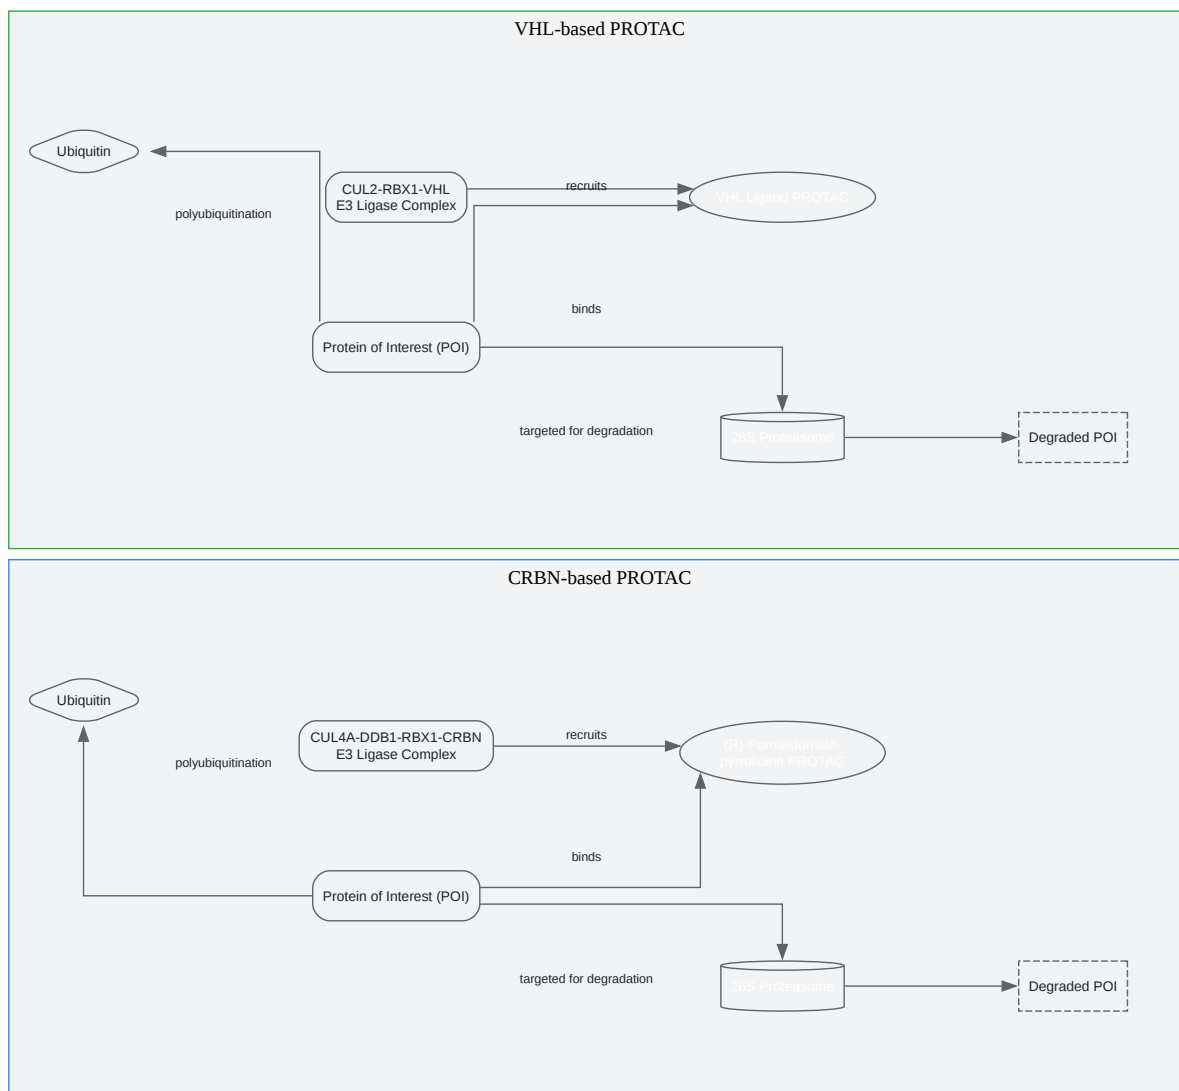 VHL-based PROTAC
Ubiquitin
CUL2-RBX1-VHL
E3 Ligase Complex
recruits
VHL Ligand PROTAC
polyubiquitination
binds
Protein of Interest (POI)
targeted for degradation
26S Proteasome
Degraded POI
CRBN-based PROTAC
Ubiquitin
CUL4A-DDB1-RBX1-CRBN
E3 Ligase Complex
recruits
(R)-Pomalidomide-
pyrrolidine PROTAC
polyubiquitination
binds
Protein of Interest (POI)
targeted for degradation
26S Proteasome
Degraded POI